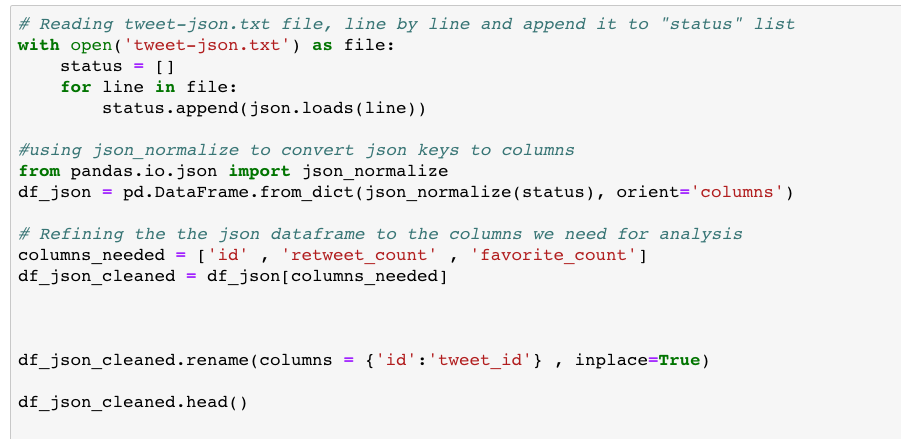 # Reading tweet-json.txt file, line by line and append it to "status" list
with open('tweet-json.txt') as file:
    status = []
    for line in file:
        status.append(json.loads(line))

#using json_normalize to convert json keys to columns
from pandas.io.json import json_normalize
df_json = pd.DataFrame.from_dict(json_normalize(status), orient='columns')

# Refining the the json dataframe to the columns we need for analysis
columns_needed = ['id' , 'retweet_count' , 'favorite_count']
df_json_cleaned = df_json[columns_needed]

df_json_cleaned.rename(columns = {'id':'tweet_id'} , inplace=True)

df_json_cleaned.head()